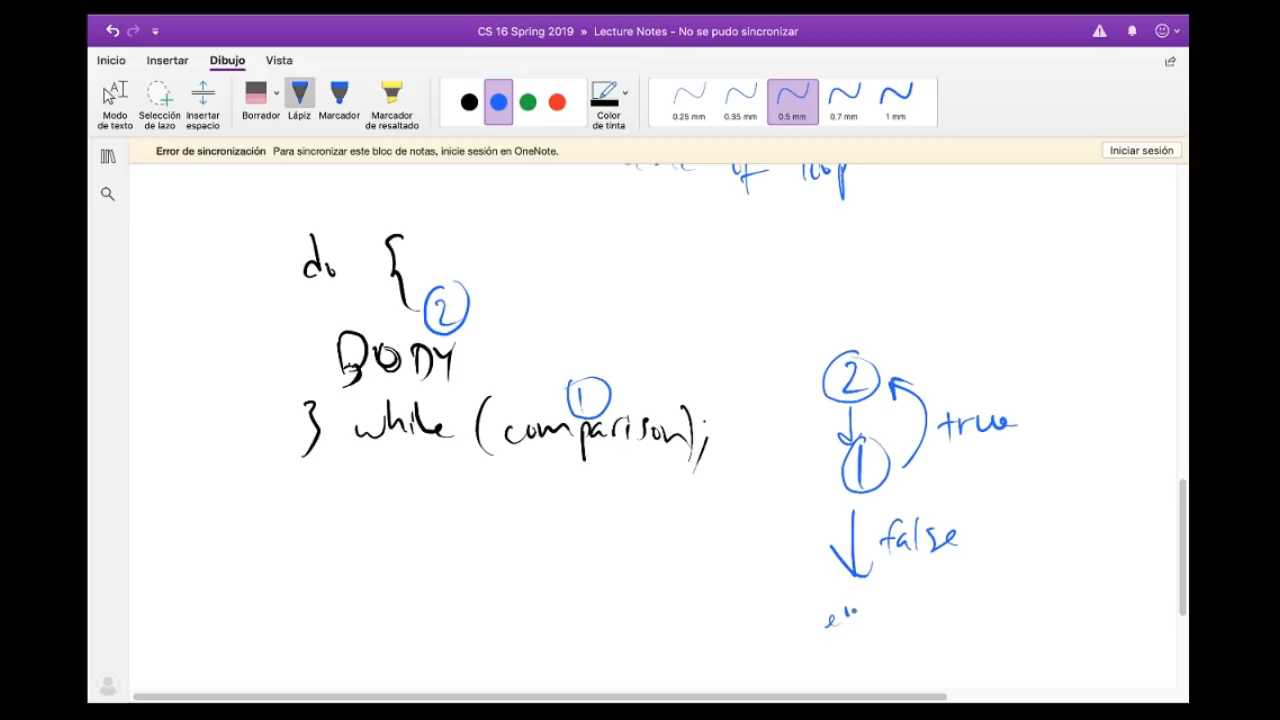 CS 16 Spring 2019 » Lecture Notes - No se pudo sincronizar
Inicio Insertar Dibujo Vista
Modo de texto
Selección de lazo
Insertar espacio
Borrador
Lápiz
Marcador
Marcador de resaltado
Color de tinta
0.25 mm 0.35 mm 0.5 mm 0.7 mm 1 mm
Error de sincronización Para sincronizar este bloc de notas, inicie sesión en OneNote. Iniciar sesión
of loop
do {
2
BODY
1
} while (comparison);
2
true
1
false